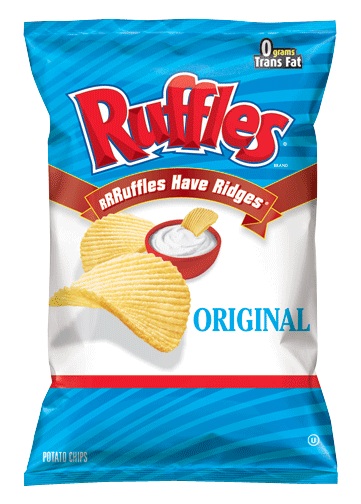 0 grams
Trans Fat
Ruffles®
BRAND
RRRuffles Have Ridges®
ORIGINAL
POTATO CHIPS
U